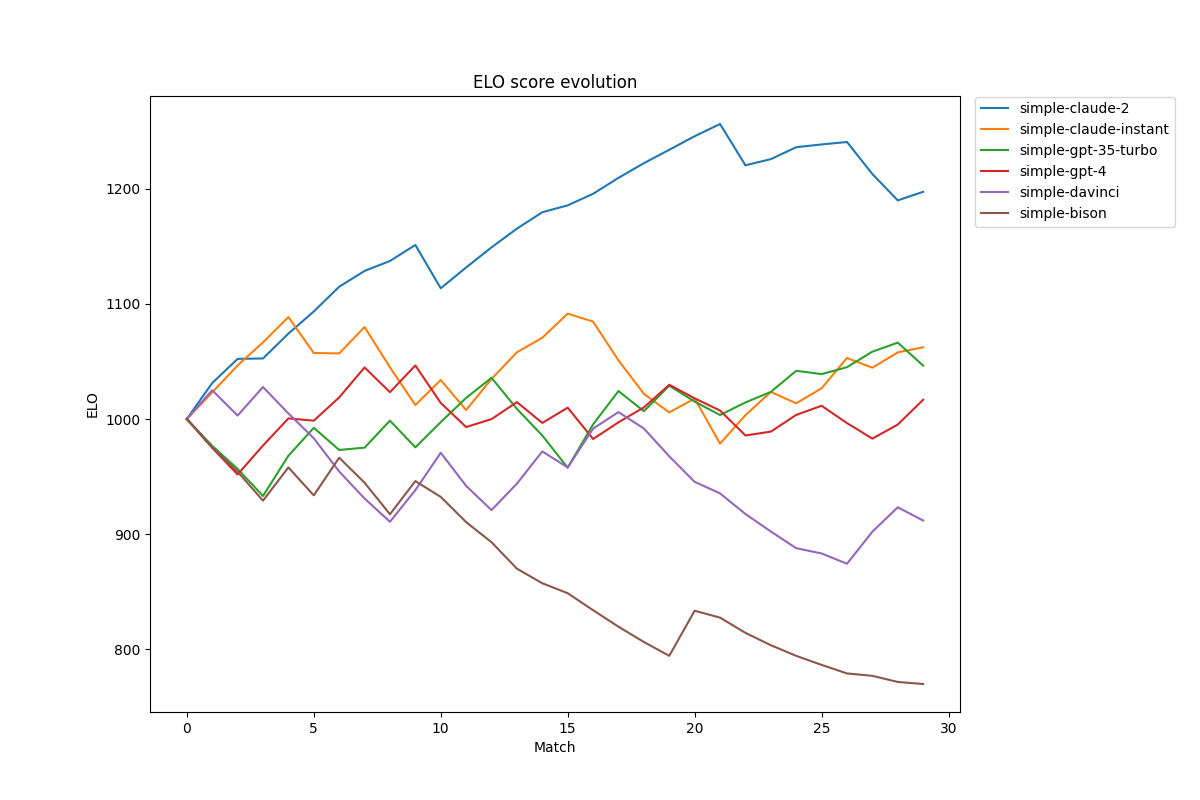 ELO score evolution
simple-claude-2
simple-claude-instant
simple-gpt-35-turbo
simple-gpt-4
simple-davinci
simple-bison
ELO
1200
1100
1000
900
800
0 5 10 15 20 25 30
Match